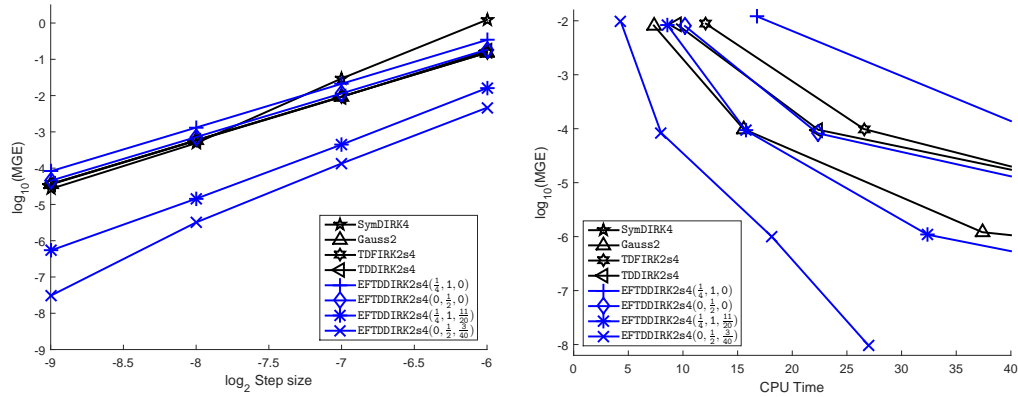 log₁₀(MGE)
0
-1
-2
-3
-4
-5
-6
-7
-8
-9
SymDIRK4
Gauss2
TDFIRK2s4
TDDIRK2s4
EFTDDIRK2s4(1/4, 1, 0)
EFTDDIRK2s4(0, 1/2, 0)
EFTDDIRK2s4(1/4, 1, 11/20)
EFTDDIRK2s4(0, 1/2, 3/40)
-9 -8.5 -8 -7.5 -7 -6.5 -6
log₂ Step size
log₁₀(MGE)
-2
-3
-4
-5
-6
-7
-8
SymDIRK4
Gauss2
TDFIRK2s4
TDDIRK2s4
EFTDDIRK2s4(1/4, 1, 0)
EFTDDIRK2s4(0, 1/2, 0)
EFTDDIRK2s4(1/4, 1, 11/20)
EFTDDIRK2s4(0, 1/2, 3/40)
0 5 10 15 20 25 30 35 40
CPU Time